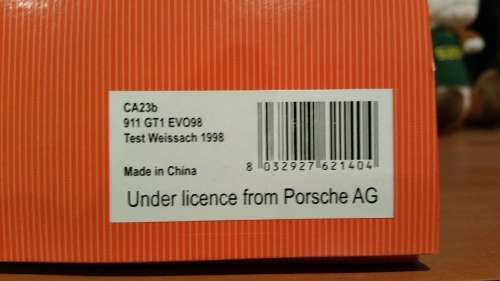 CA23b
911 GT1 EVO98
Test Weissach 1998
Made in China
8 032927 621404
Under licence from Porsche AG